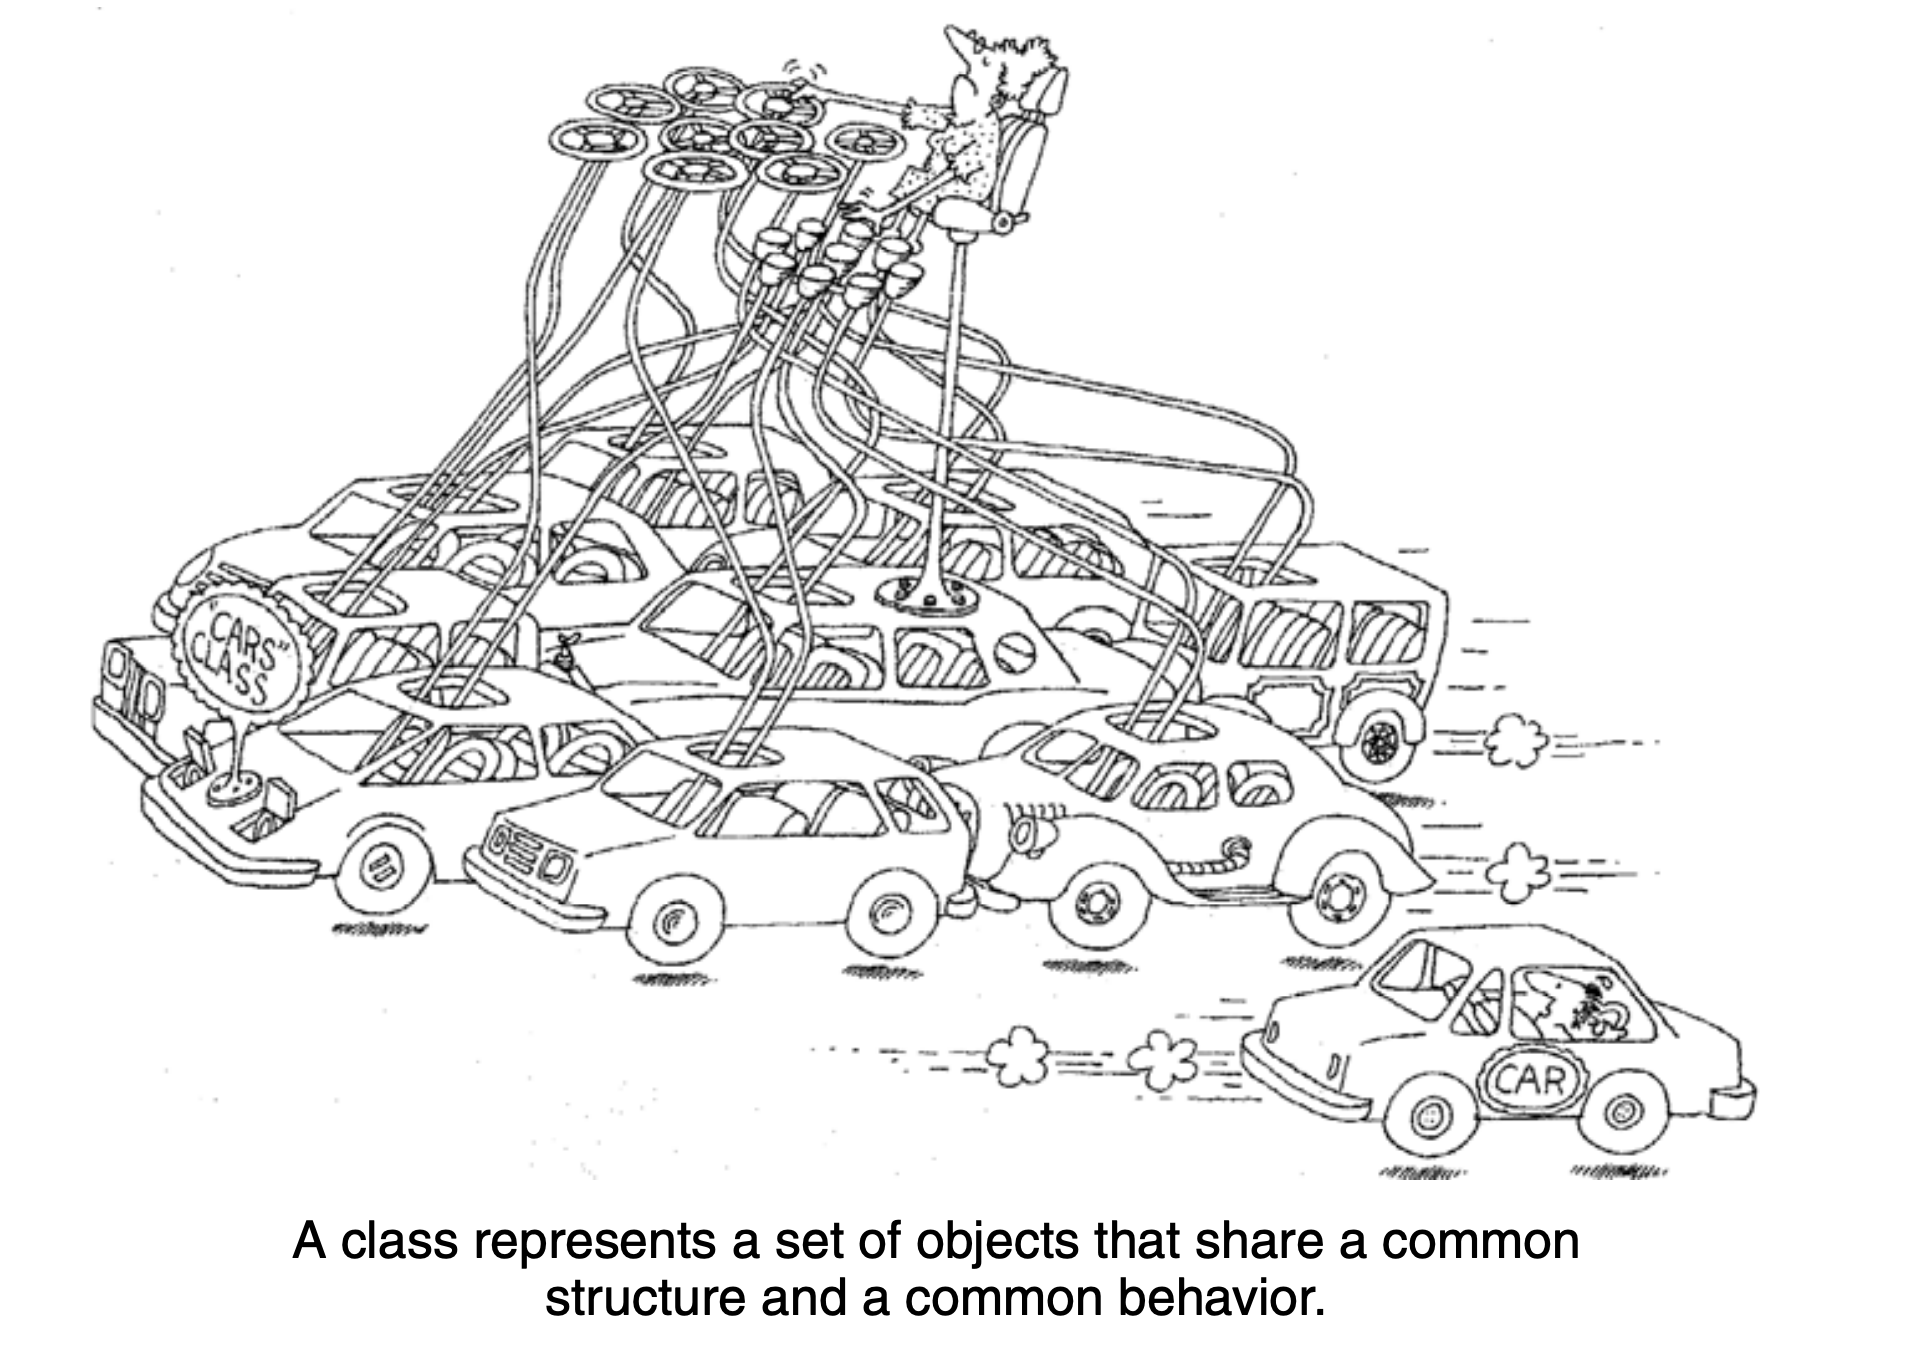 "CARS"
CLASS
CAR
A class represents a set of objects that share a common
structure and a common behavior.